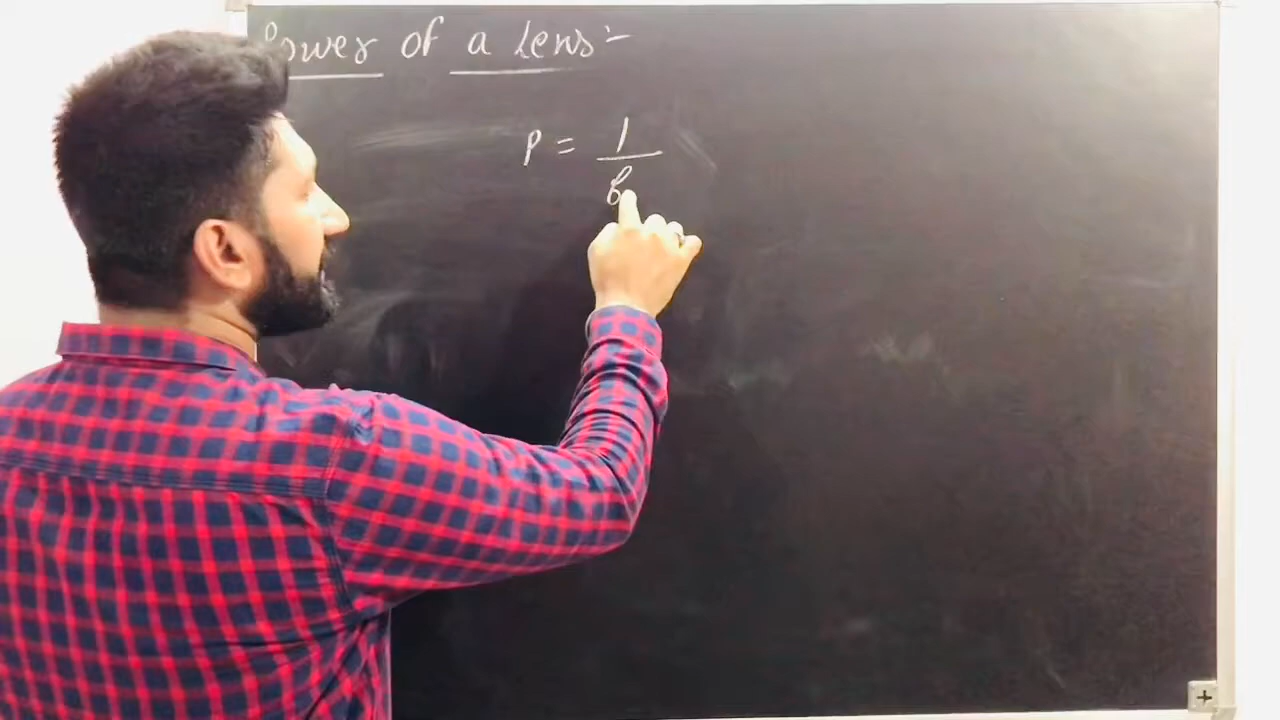 Power of a Lens:-
P = 1/f